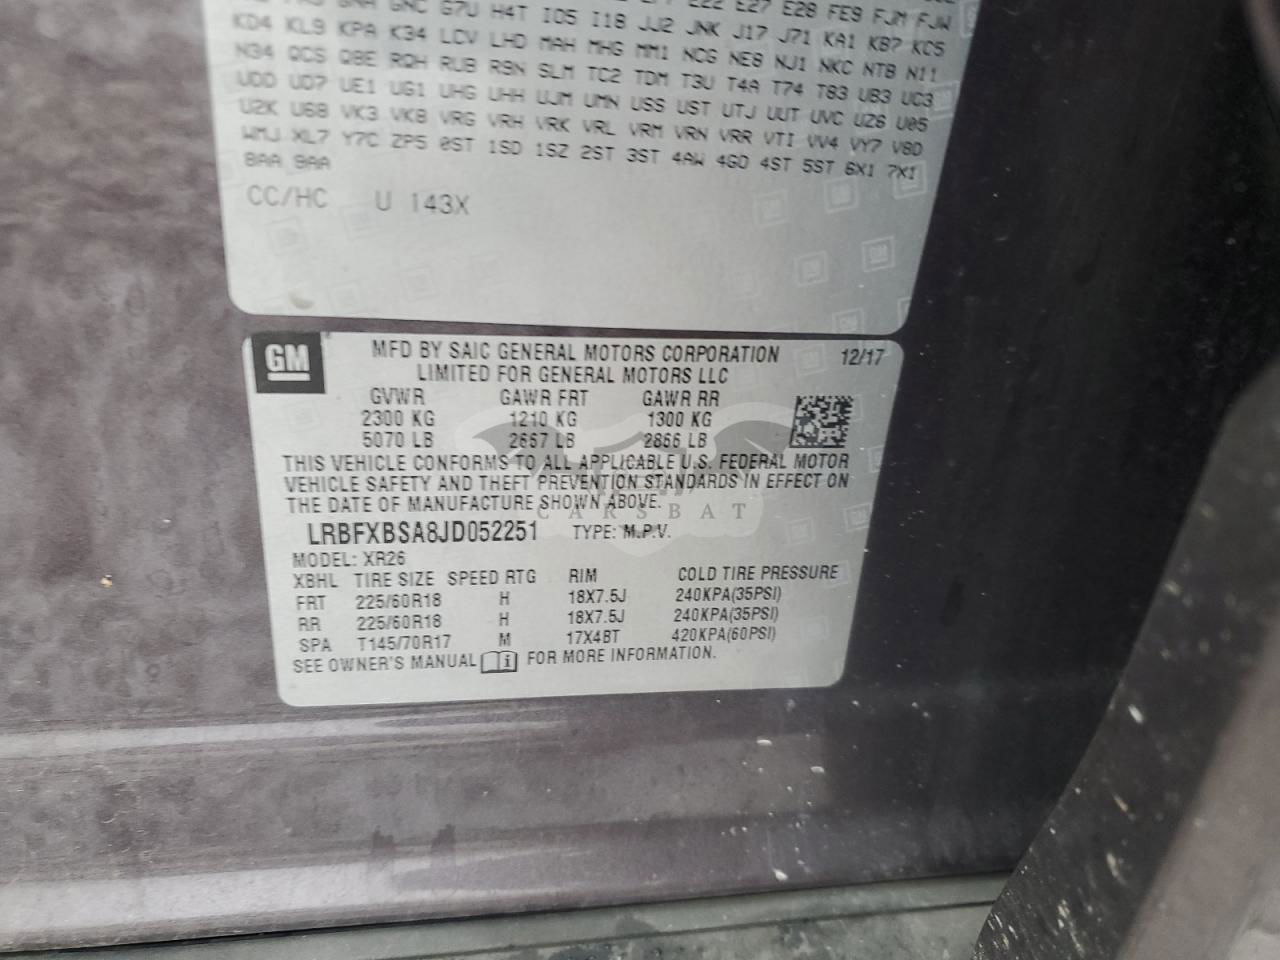 GNC G7U H4T IO5 I18 JJ2 JNK J17 J71 KA1 KB7 KC5
E22 E27 E28 FE9 FJM FJW
KD4 KL9 KPA K34 LCV LHD MAH MHG MM1 NCG NE8 NJ1 NKC NT8 N11
N34 QCS Q8E RQH RUB R9N SLM TC2 TDM T3U T4A T74 T83 UB3 UC3
UDD UD7 UE1 UG1 UHG UHH UJM UMN USS UST UTJ UUT UVC UZ6 U05
U2K U68 VK3 VK8 VRG VRH VRK VRL VRM VRN VRR VTI VV4 VY7 V8D
WMJ XL7 Y7C ZP5 0ST 1SD 1SZ 2ST 3ST 4AW 4GO 4ST 5ST 6X1 7X1
8AA 9AA
CC/HC U 143X
GM
MFD BY SAIC GENERAL MOTORS CORPORATION 12/17
LIMITED FOR GENERAL MOTORS LLC
GVWR GAWR FRT GAWR RR
2300 KG 1210 KG 1300 KG
5070 LB 2667 LB 2866 LB
THIS VEHICLE CONFORMS TO ALL APPLICABLE U.S. FEDERAL MOTOR
VEHICLE SAFETY AND THEFT PREVENTION STANDARDS IN EFFECT ON
THE DATE OF MANUFACTURE SHOWN ABOVE.
CARSBAT
LRBFXBSA8JD052251 TYPE: M.P.V.
MODEL: XR26
XBHL TIRE SIZE SPEED RTG RIM COLD TIRE PRESSURE
FRT 225/60R18 H 18X7.5J 240KPA(35PSI)
RR 225/60R18 H 18X7.5J 240KPA(35PSI)
SPA T145/70R17 M 17X4BT 420KPA(60PSI)
SEE OWNER'S MANUAL i FOR MORE INFORMATION.